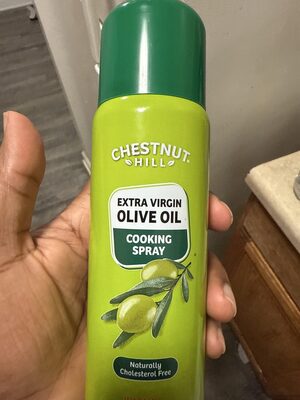 CHESTNUT
HILL
EXTRA VIRGIN
OLIVE OIL
COOKING
SPRAY
Naturally
Cholesterol Free